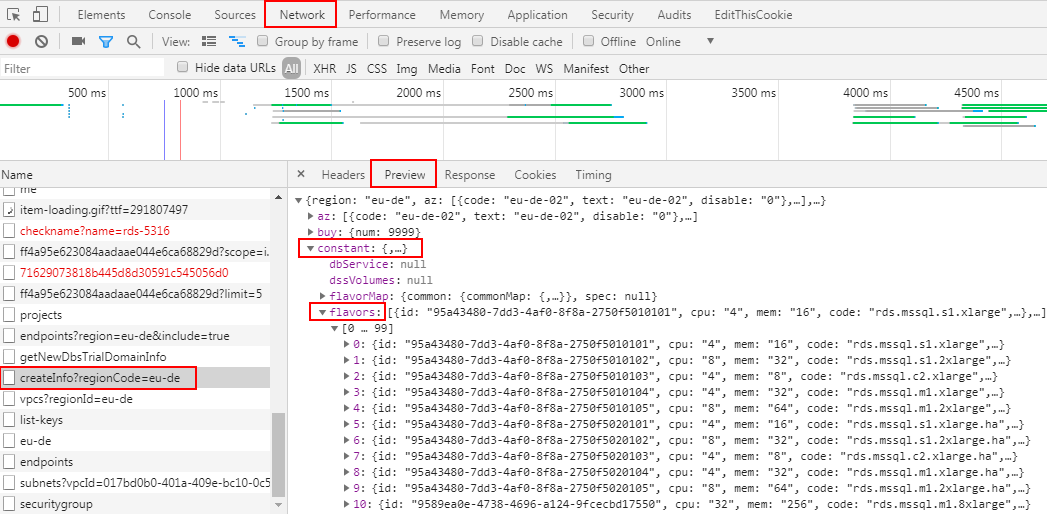 Elements Console Sources Network Performance Memory Application Security Audits EditThisCookie
View: Group by frame Preserve log Disable cache Offline Online
Filter Hide data URLs All XHR JS CSS Img Media Font Doc WS Manifest Other
500 ms 1000 ms 1500 ms 2000 ms 2500 ms 3000 ms 3500 ms 4000 ms 4500 ms
Name
me
item-loading.gif?ttf=291807497
checkname?name=rds-5316
ff4a95e623084aadaae044e6ca68829d?scope=i...
71629073818b445d8d30591c545056d0
ff4a95e623084aadaae044e6ca68829d?limit=5
projects
endpoints?region=eu-de&include=true
getNewDbsTrialDomainInfo
createInfo?regionCode=eu-de
vpcs?regionId=eu-de
list-keys
eu-de
endpoints
subnets?vpcId=017bd0b0-401a-409e-bc10-0c5
securitygroup
× Headers Preview Response Cookies Timing
{region: "eu-de", az: [{code: "eu-de-02", text: "eu-de-02", disable: "0"},…],…}
az: [{code: "eu-de-02", text: "eu-de-02", disable: "0"},…]
buy: {num: 9999}
constant: {,…}
dbService: null
dssVolumes: null
flavorMap: {common: {commonMap: {,…}}, spec: null}
flavors: [{id: "95a43480-7dd3-4af0-8f8a-2750f5010101", cpu: "4", mem: "16", code: "rds.mssql.s1.xlarge",…},…]
[0 … 99]
0: {id: "95a43480-7dd3-4af0-8f8a-2750f5010101", cpu: "4", mem: "16", code: "rds.mssql.s1.xlarge",…}
1: {id: "95a43480-7dd3-4af0-8f8a-2750f5010102", cpu: "8", mem: "32", code: "rds.mssql.s1.2xlarge",…}
2: {id: "95a43480-7dd3-4af0-8f8a-2750f5010103", cpu: "4", mem: "8", code: "rds.mssql.c2.xlarge",…}
3: {id: "95a43480-7dd3-4af0-8f8a-2750f5010104", cpu: "4", mem: "32", code: "rds.mssql.m1.xlarge",…}
4: {id: "95a43480-7dd3-4af0-8f8a-2750f5010105", cpu: "8", mem: "64", code: "rds.mssql.m1.2xlarge",…}
5: {id: "95a43480-7dd3-4af0-8f8a-2750f5020101", cpu: "4", mem: "16", code: "rds.mssql.s1.xlarge.ha",…}
6: {id: "95a43480-7dd3-4af0-8f8a-2750f5020102", cpu: "8", mem: "32", code: "rds.mssql.s1.2xlarge.ha",…}
7: {id: "95a43480-7dd3-4af0-8f8a-2750f5020103", cpu: "4", mem: "8", code: "rds.mssql.c2.xlarge.ha",…}
8: {id: "95a43480-7dd3-4af0-8f8a-2750f5020104", cpu: "4", mem: "32", code: "rds.mssql.m1.xlarge.ha",…}
9: {id: "95a43480-7dd3-4af0-8f8a-2750f5020105", cpu: "8", mem: "64", code: "rds.mssql.m1.2xlarge.ha",…}
10: {id: "9589ea0e-4738-4696-a124-9fcecbd17550", cpu: "32", mem: "256", code: "rds.mssql.m1.8xlarge",…}